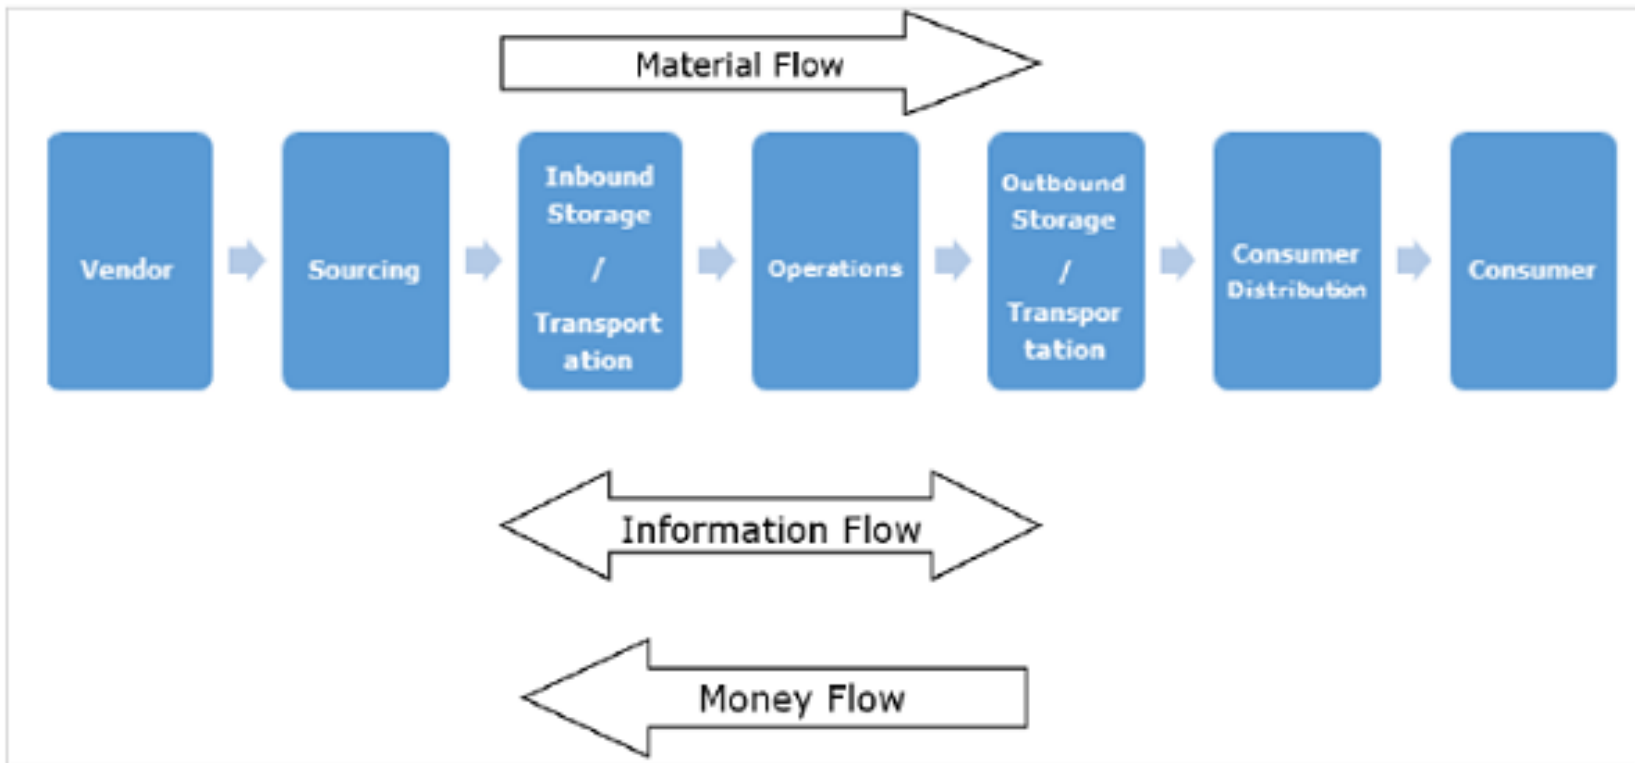 Material Flow
Vendor
Sourcing
Inbound
Storage
/
Transport
ation
Operations
Outbound
Storage
/
Transpor
tation
Consumer
Distribution
Consumer
Information Flow
Money Flow